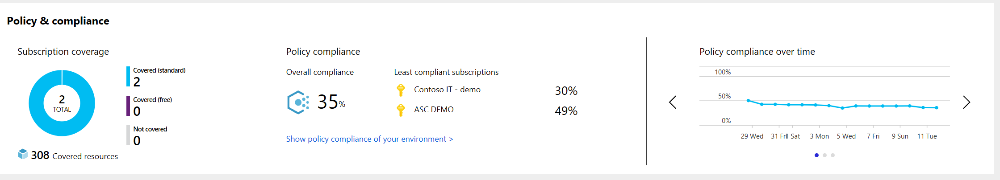 Policy & compliance
Subscription coverage
2
TOTAL
Covered (standard)
2
Covered (free)
0
Not covered
0
308 Covered resources
Policy compliance
Overall compliance
35%
Least compliant subscriptions
Contoso IT - demo 30%
ASC DEMO 49%
Show policy compliance of your environment >
Policy compliance over time
100%
50%
0%
29 Wed 31 Fri 1 Sat 3 Mon 5 Wed 7 Fri 9 Sun 11 Tue